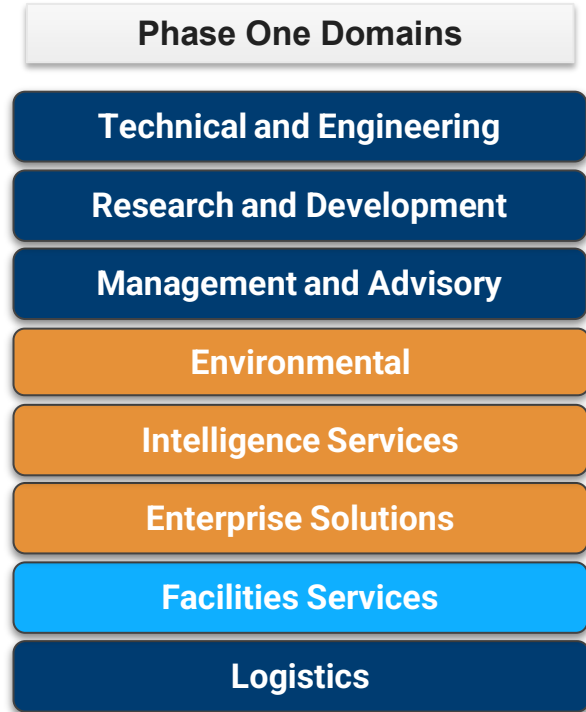 Phase One Domains
Technical and Engineering
Research and Development
Management and Advisory
Environmental
Intelligence Services
Enterprise Solutions
Facilities Services
Logistics